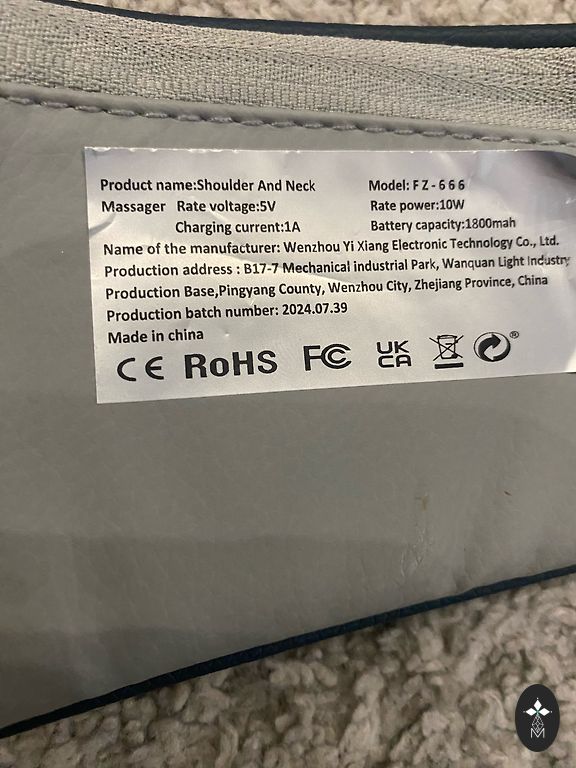 Product name:Shoulder And Neck Model: F Z - 6 6 6
Massager Rate voltage:5V Rate power:10W
Charging current:1A Battery capacity:1800mah
Name of the manufacturer: Wenzhou Yi Xiang Electronic Technology Co., Ltd.
Production address : B17-7 Mechanical industrial Park, Wanquan Light Industry
Production Base,Pingyang County, Wenzhou City, Zhejiang Province, China
Production batch number: 2024.07.39
Made in china
CE RoHS FC UK CA ®
M